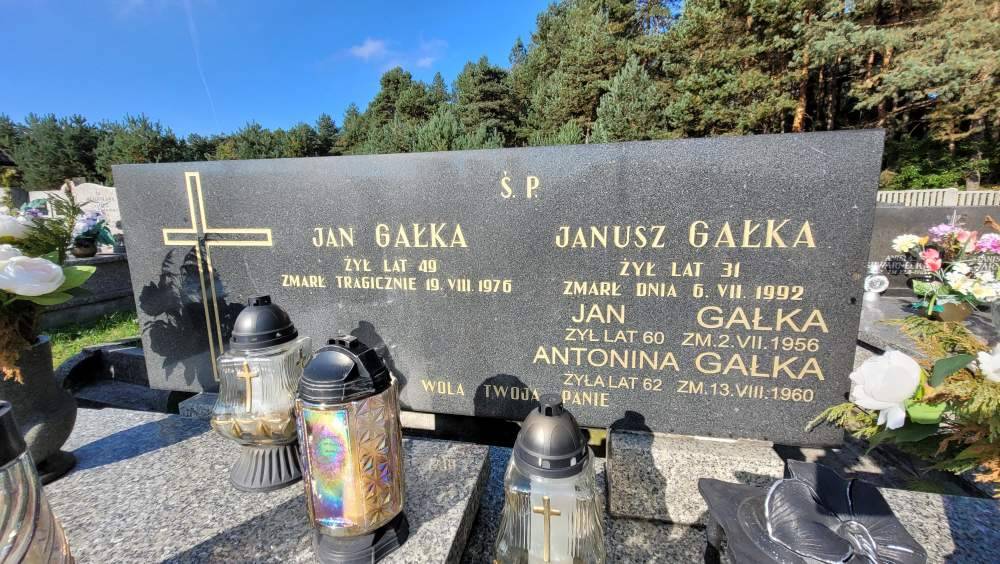 Ś. P.
JAN GAŁKA
ŻYŁ LAT 49
ZMARŁ TRAGICZNIE 19. VIII. 1976
JANUSZ GAŁKA
ŻYŁ LAT 31
ZMARŁ DNIA 6. VII. 1992
JAN GAŁKA
ŻYŁ LAT 60 ZM.2.VII.1956
ANTONINA GAŁKA
ŻYŁA LAT 62 ZM.13.VIII.1960
WOLA TWOJA PANIE